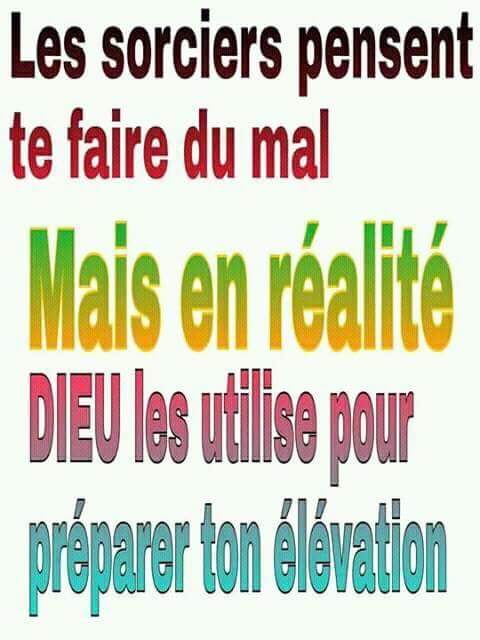 Les sorciers pensent
te faire du mal
Mais en réalité
DIEU les utilise pour
préparer ton élévation